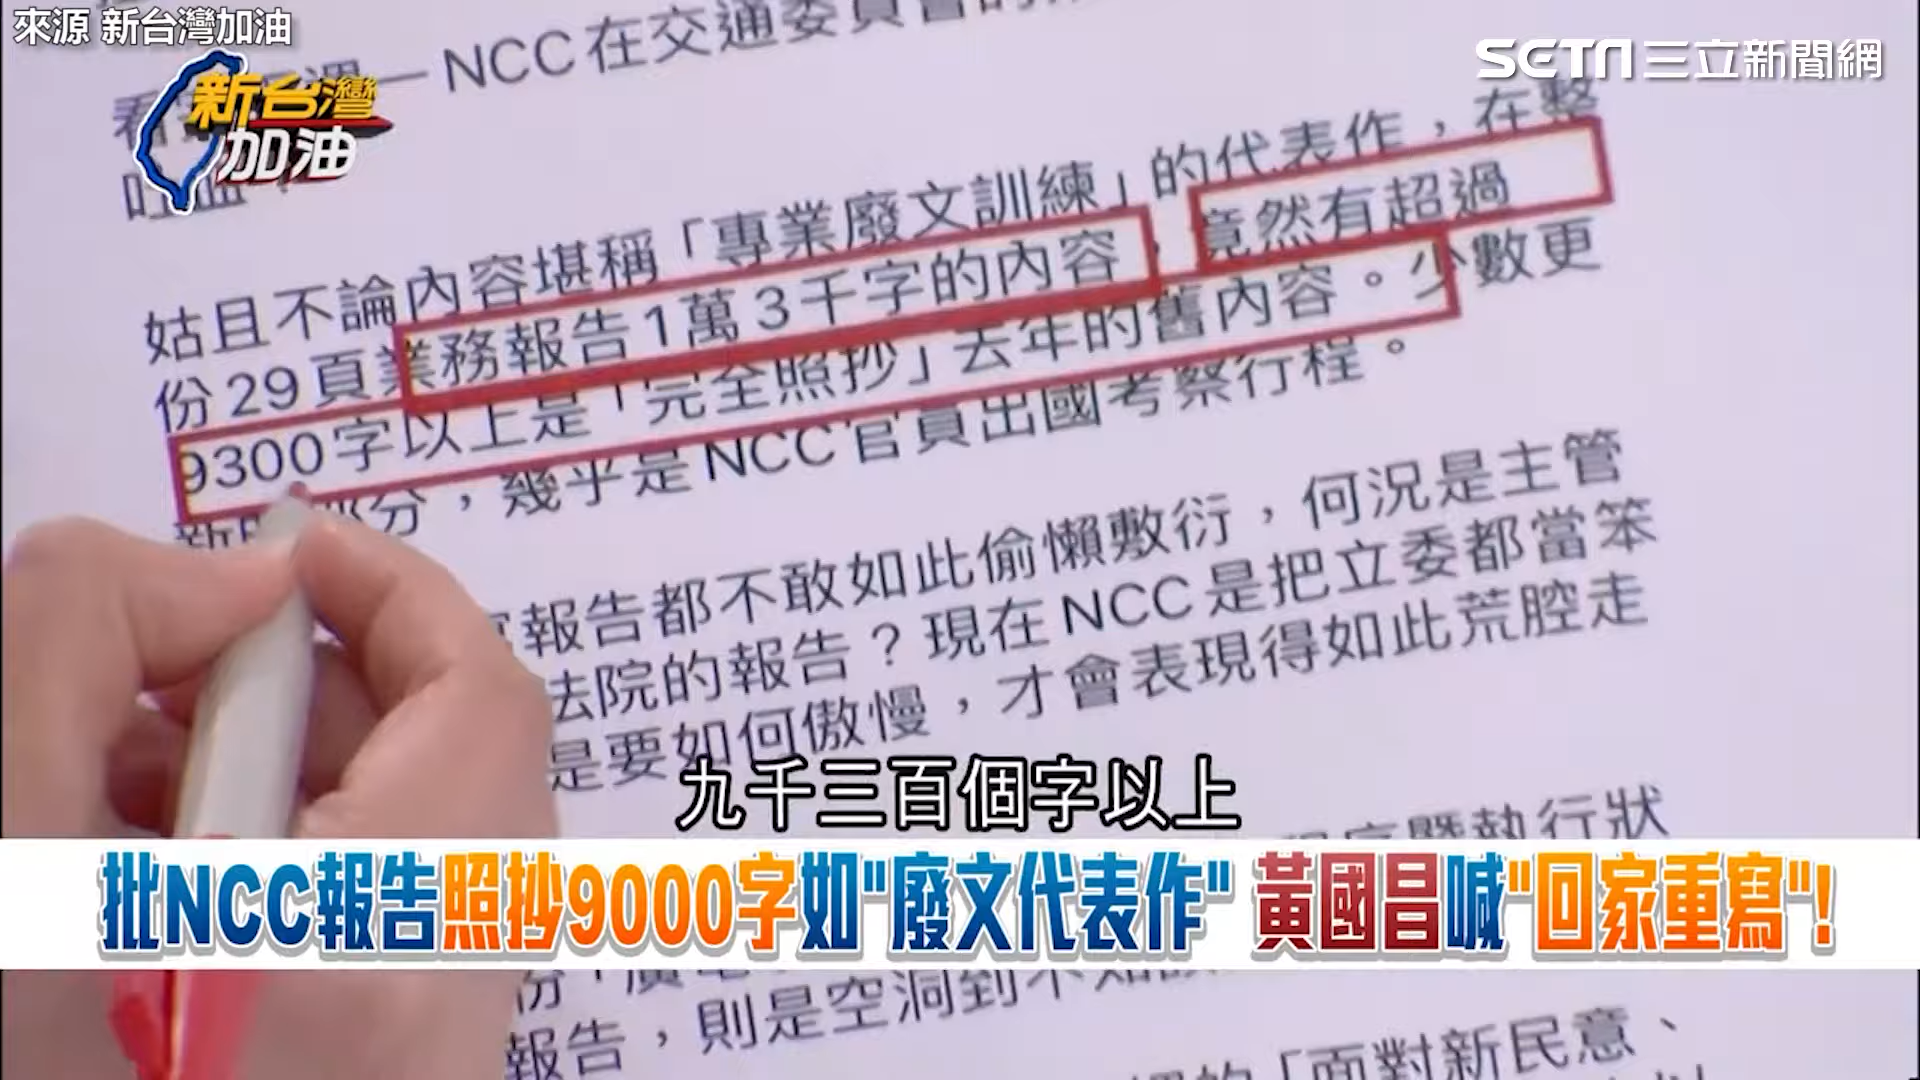 來源 新台灣加油
SETN三立新聞網
新台灣
加油
一NCC在交通委員會的
姑且不論內容堪稱「專業廢文訓練」的代表作，在整
份29頁業務報告1萬3千字的內容，竟然有超過
9300字以上是「完全照抄」去年的舊內容。少數更
部分，幾乎是NCC官員出國考察行程。
報告都不敢如此偷懶敷衍，何況是主管
法院的報告？現在NCC是把立委都當笨
是要如何傲慢，才會表現得如此荒腔走
九千三百個字以上
執行狀
批NCC報告照抄9000字如"廢文代表作" 黃國昌喊"回家重寫"!
報告，則是空洞到不知
的「面對新民意、